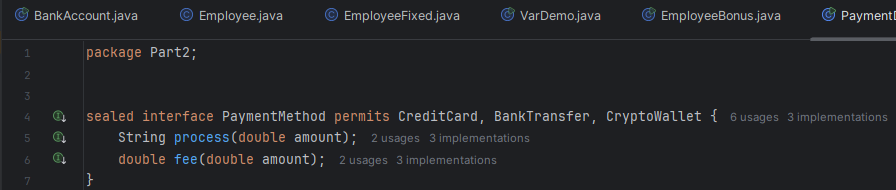 BankAccount.java Employee.java EmployeeFixed.java VarDemo.java EmployeeBonus.java
1 package Part2;
2
3
4 sealed interface PaymentMethod permits CreditCard, BankTransfer, CryptoWallet { 6 usages 3 implementations
5 String process(double amount); 2 usages 3 implementations
6 double fee(double amount); 2 usages 3 implementations
7 }